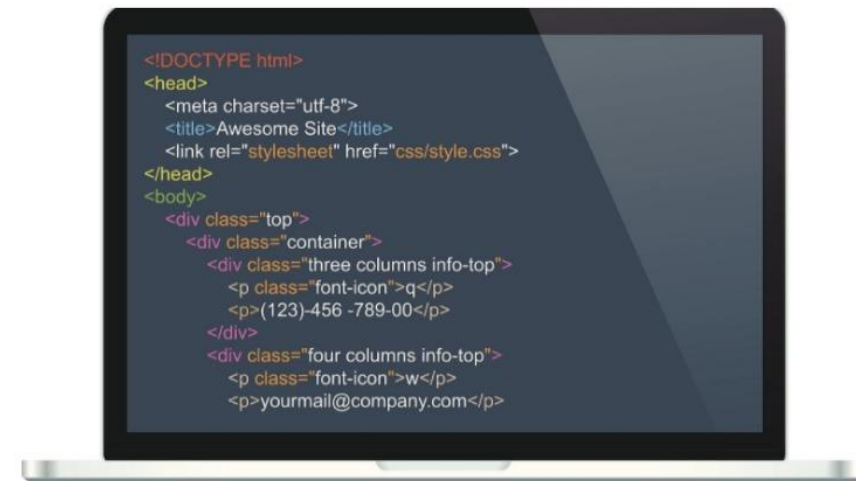 <!DOCTYPE html>
<head>
<meta charset="utf-8">
<title>Awesome Site</title>
<link rel="stylesheet" href="css/style.css">
</head>
<body>
<div class="top">
<div class="container">
<div class="three columns info-top">
<p class="font-icon">q</p>
<p>(123)-456 -789-00</p>
</div>
<div class="four columns info-top">
<p class="font-icon">w</p>
<p>yourmail@company.com</p>